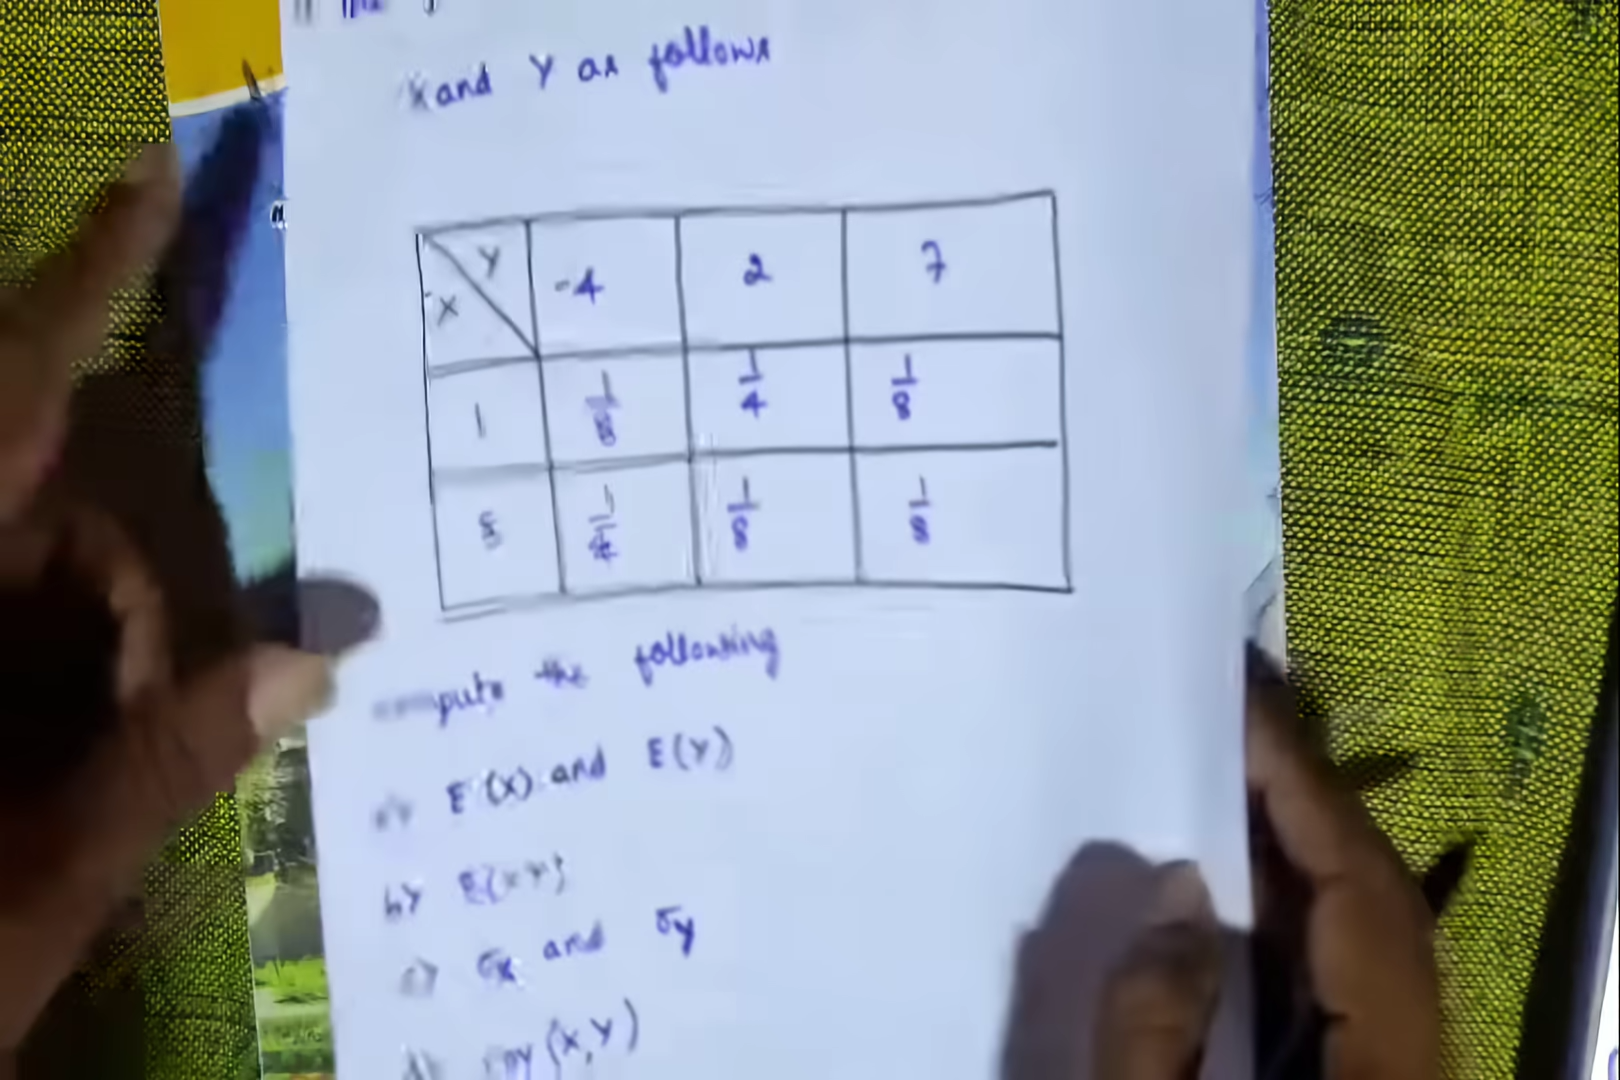 X and Y as follows
Y -4 2 7
X
1 1/8 1/4 1/8
5 1/4 1/8 1/8
compute the following
a) E(X) and E(Y)
b) E(XY)
c) σx and σy
(X,Y)